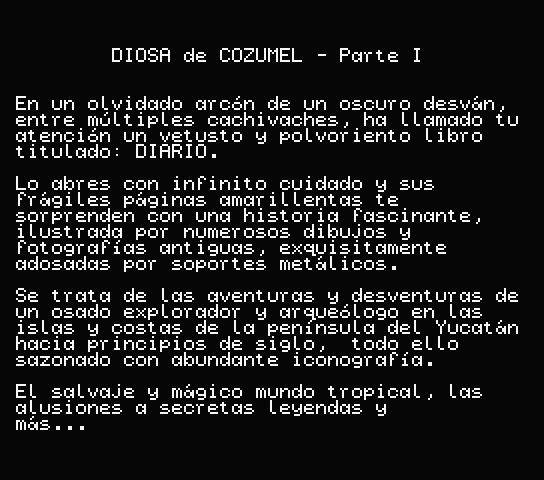 DIOSA de COZUMEL - Parte I
En un olvidado arcón de un oscuro desván,
entre múltiples cachivaches, ha llamado tu
atención un vetusto y polvoriento libro
titulado: DIARIO.
Lo abres con infinito cuidado y sus
frágiles páginas amarillentas te
sorprenden con una historia fascinante,
ilustrada por numerosos dibujos y
fotografías antiguas, exquisitamente
adosadas por soportes metálicos.
Se trata de las aventuras y desventuras de
un osado explorador y arqueólogo en las
islas y costas de la península del Yucatán
hacia principios de siglo,  todo ello
sazonado con abundante iconografía.
El salvaje y mágico mundo tropical, las
alusiones a secretas leyendas y
más...